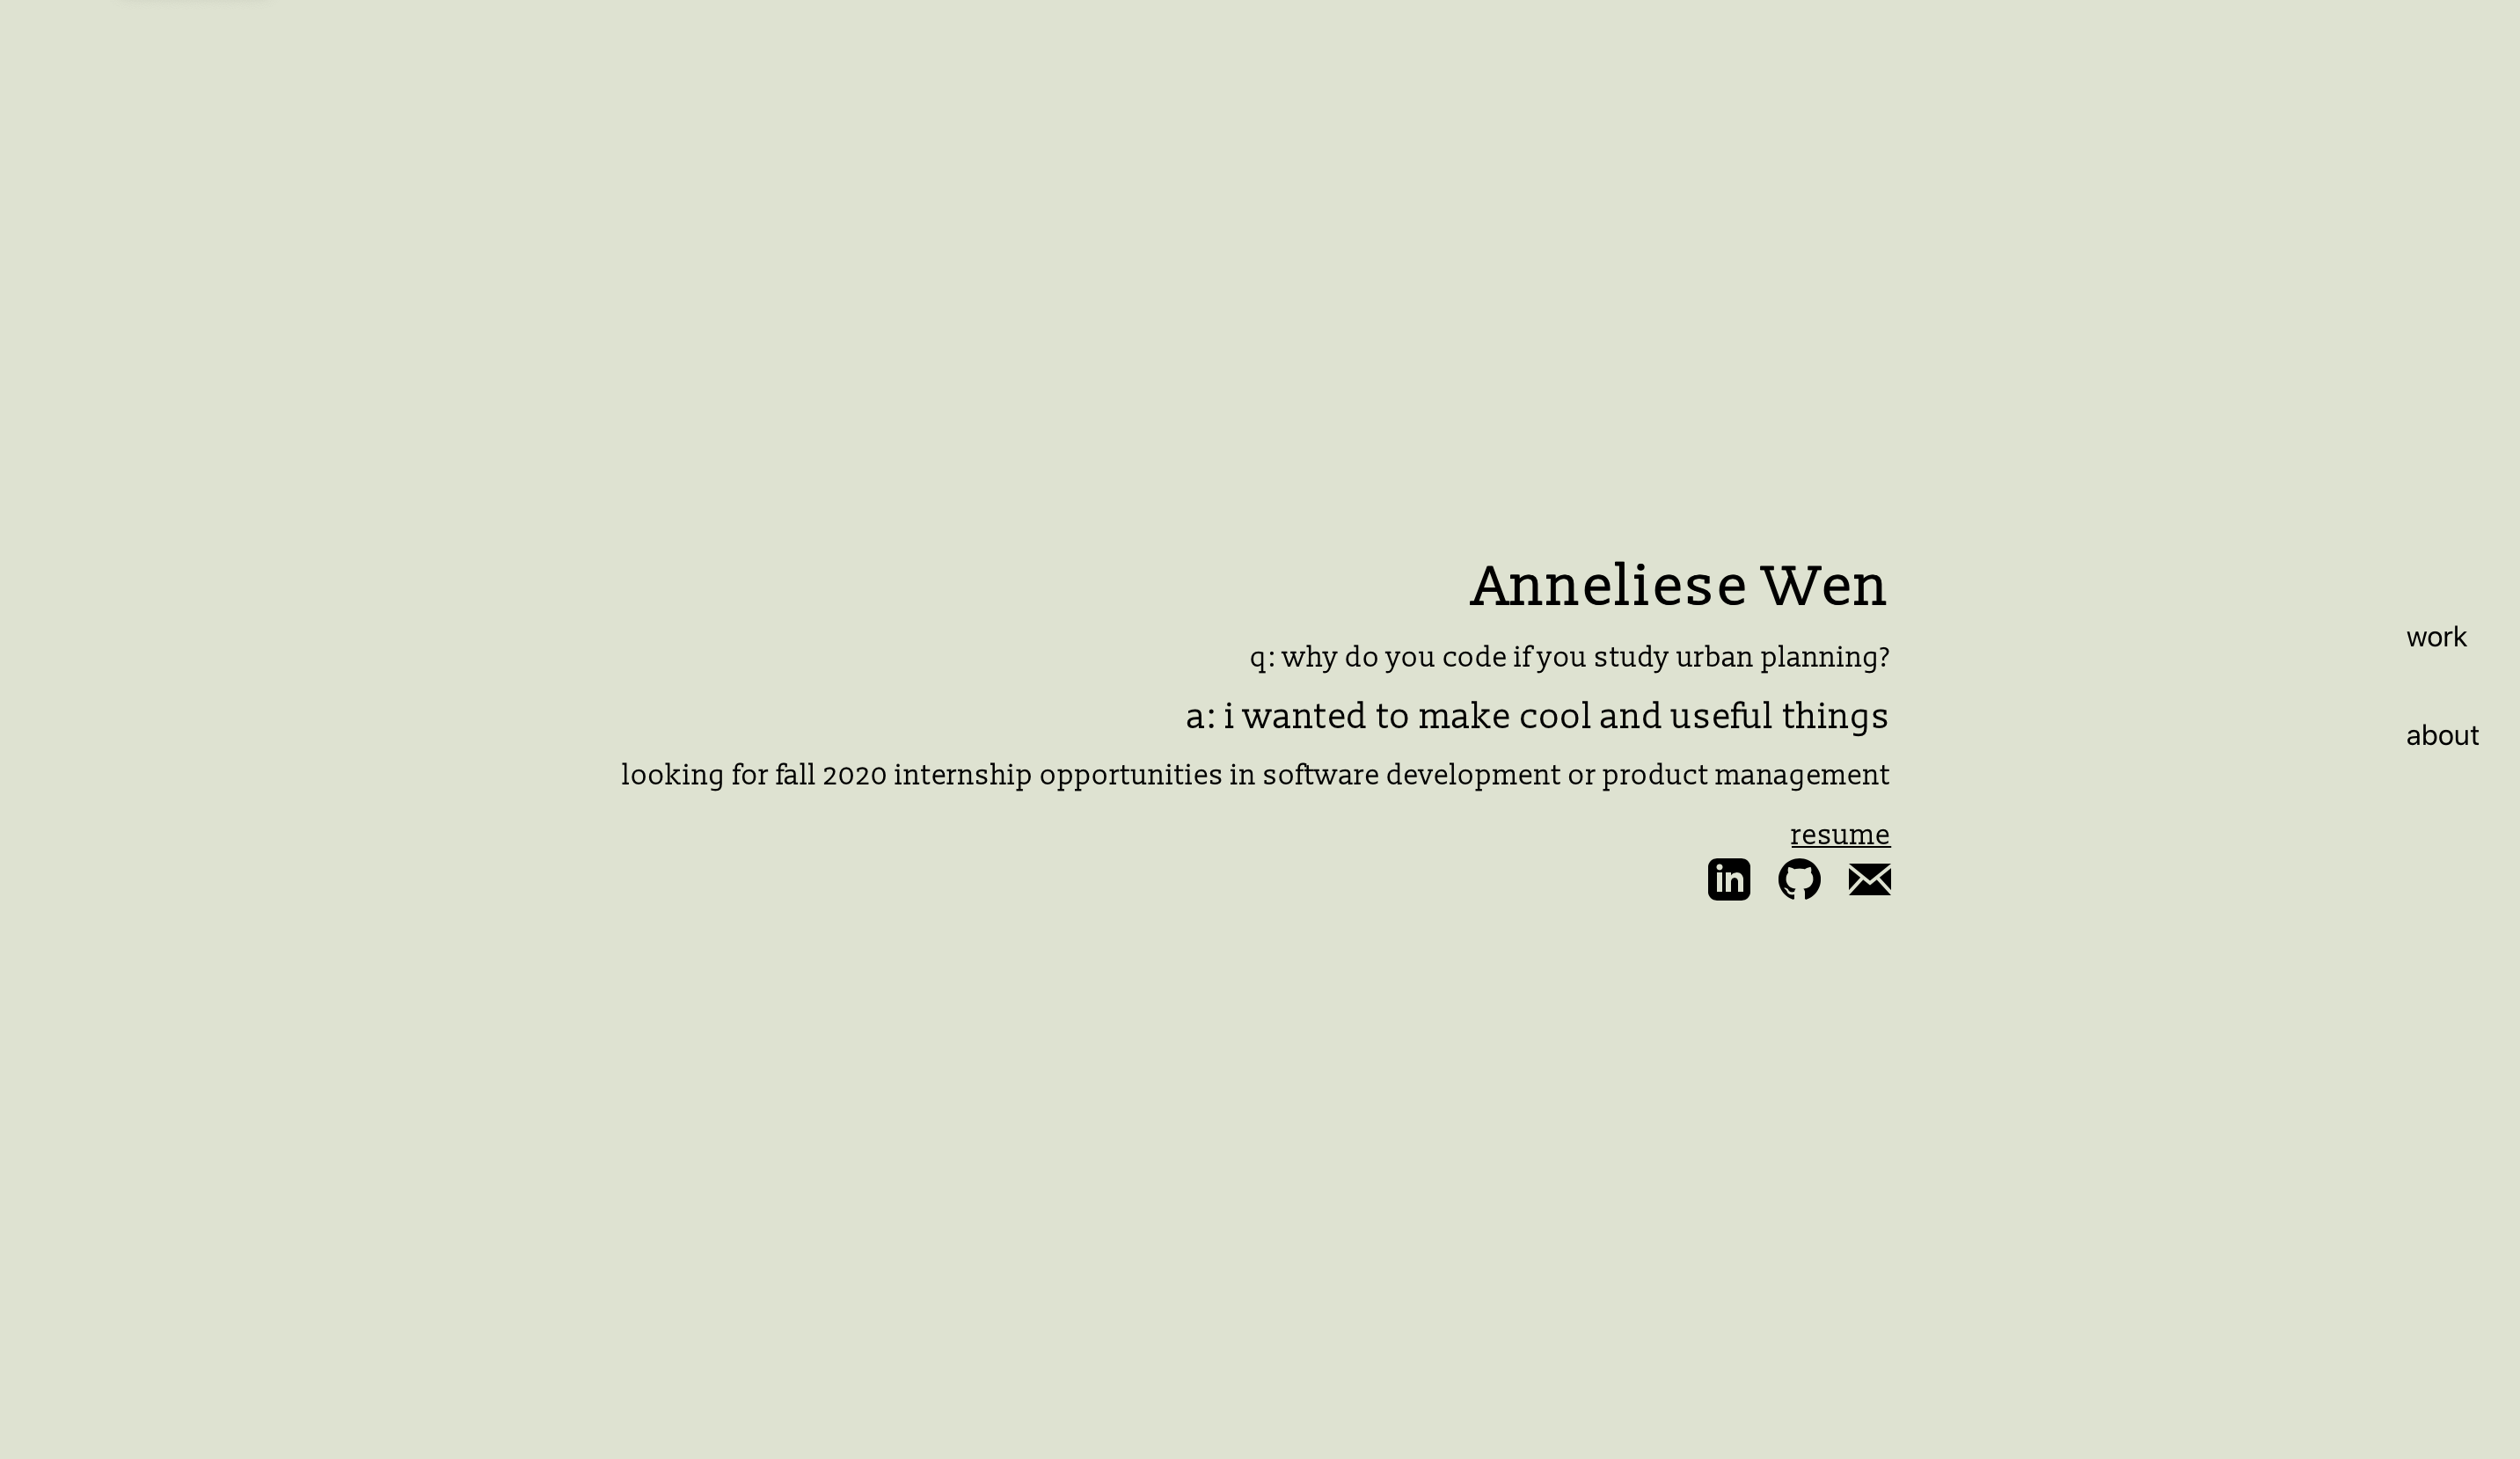 Anneliese Wen
q: why do you code if you study urban planning?
a: i wanted to make cool and useful things
looking for fall 2020 internship opportunities in software development or product management
resume
in
work
about